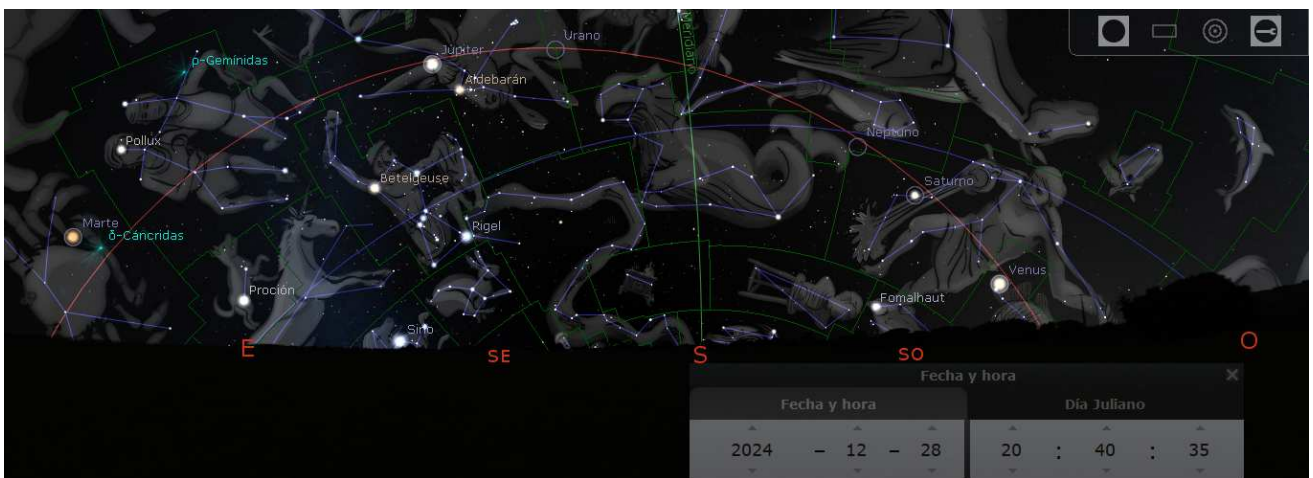 Urano
Meridiano
Júpiter
ρ-Gemínidas
Aldebarán
Neptuno
Pollux
Betelgeuse
Saturno
Marte
Rigel
δ-Cáncridas
Venus
Proción
Fomalhaut
Sirio
E
SE
S
SO
O
Fecha y hora ×
Fecha y hora Día Juliano
2024 – 12 – 28 20 : 40 : 35